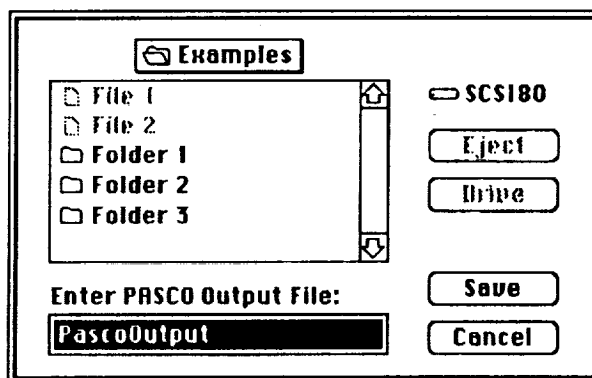 Examples
File 1
File 2
Folder 1
Folder 2
Folder 3
SCSI80
Eject
Drive
Enter PASCO Output File:
PascoOutput
Save
Cancel